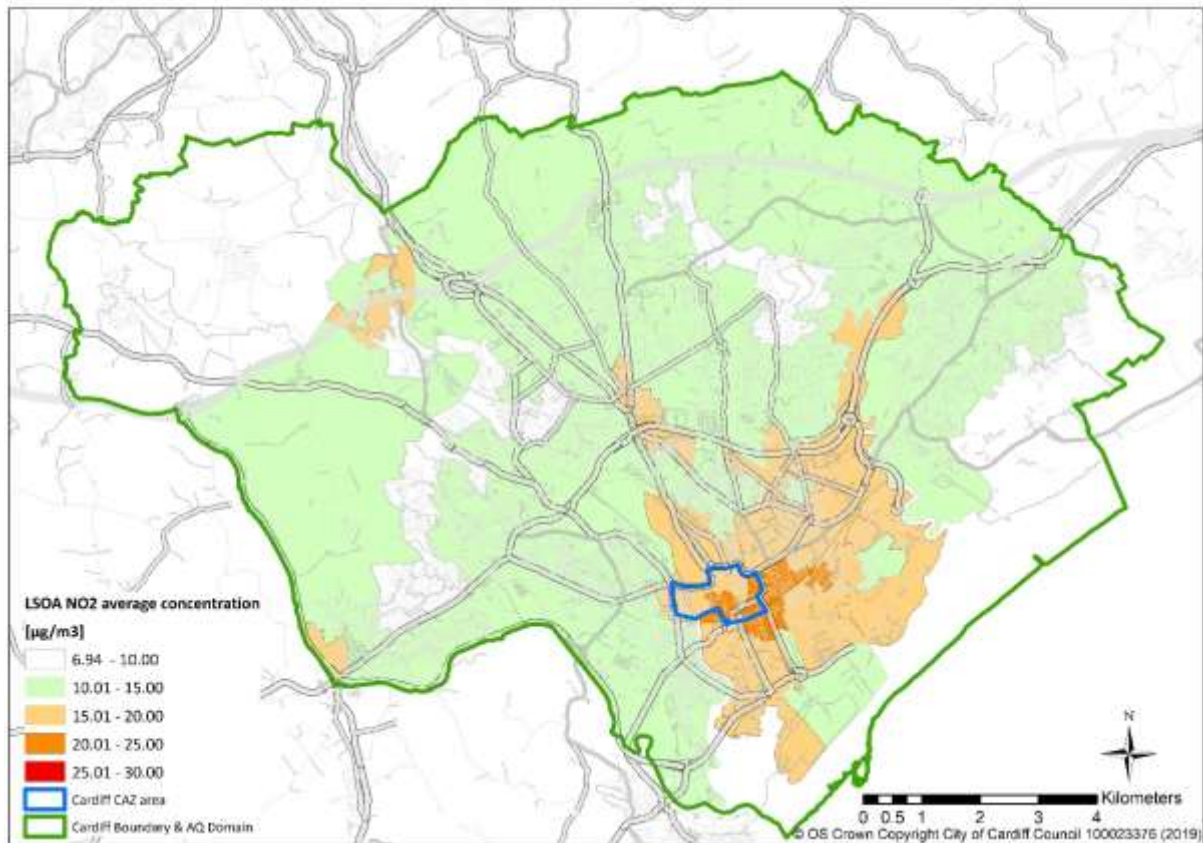 LSOA NO2 average concentration
[µg/m3]
6.94 - 10.00
10.01 - 15.00
15.01 - 20.00
20.01 - 25.00
25.01 - 30.00
Cardiff CAZ area
Cardiff Boundary & AQ Domain
N
Kilometers
0 0.5 1 2 3 4
© OS Crown Copyright City of Cardiff Council 100023376 (2019)